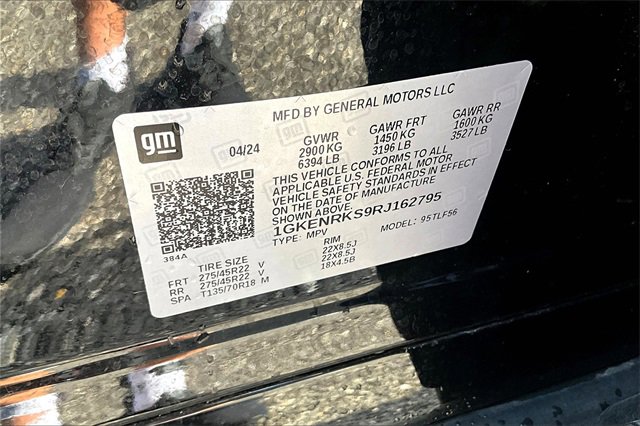 MFD BY GENERAL MOTORS LLC
gm
04/24
GVWR GAWR FRT GAWR RR
2900 KG 1450 KG 1600 KG
6394 LB 3196 LB 3527 LB
THIS VEHICLE CONFORMS TO ALL
APPLICABLE U.S. FEDERAL MOTOR
VEHICLE SAFETY STANDARDS IN EFFECT
ON THE DATE OF MANUFACTURE
SHOWN ABOVE.
1GKENRKS9RJ162795
TYPE: MPV MODEL: 95TLF56
384A
TIRE SIZE RIM
FRT 275/45R22 V 22X8.5J
RR 275/45R22 V 22X8.5J
SPA T135/70R18 M 18X4.5B